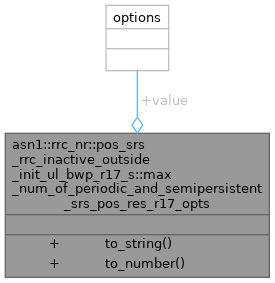 options
+value
asn1::rrc_nr::pos_srs
_rrc_inactive_outside
_init_ul_bwp_r17_s::max
_num_of_periodic_and_semipersistent
_srs_pos_res_r17_opts
+ to_string()
+ to_number()